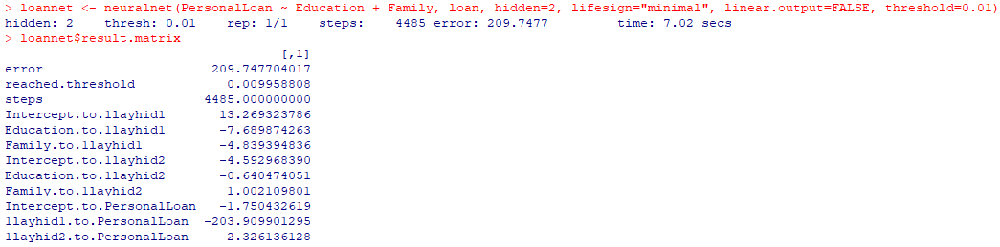 > loannet <- neuralnet(PersonalLoan ~ Education + Family, loan, hidden=2, lifesign="minimal", linear.output=FALSE, threshold=0.01)
hidden: 2    thresh: 0.01    rep: 1/1    steps:    4485 error: 209.7477    time: 7.02 secs
> loannet$result.matrix
[,1]
error 209.747704017
reached.threshold 0.009958808
steps 4485.000000000
Intercept.to.1layhid1 13.269323786
Education.to.1layhid1 -7.689874263
Family.to.1layhid1 -4.839394836
Intercept.to.1layhid2 -4.592968390
Education.to.1layhid2 -0.640474051
Family.to.1layhid2 1.002109801
Intercept.to.PersonalLoan -1.750432619
1layhid1.to.PersonalLoan -203.909901295
1layhid2.to.PersonalLoan -2.326136128